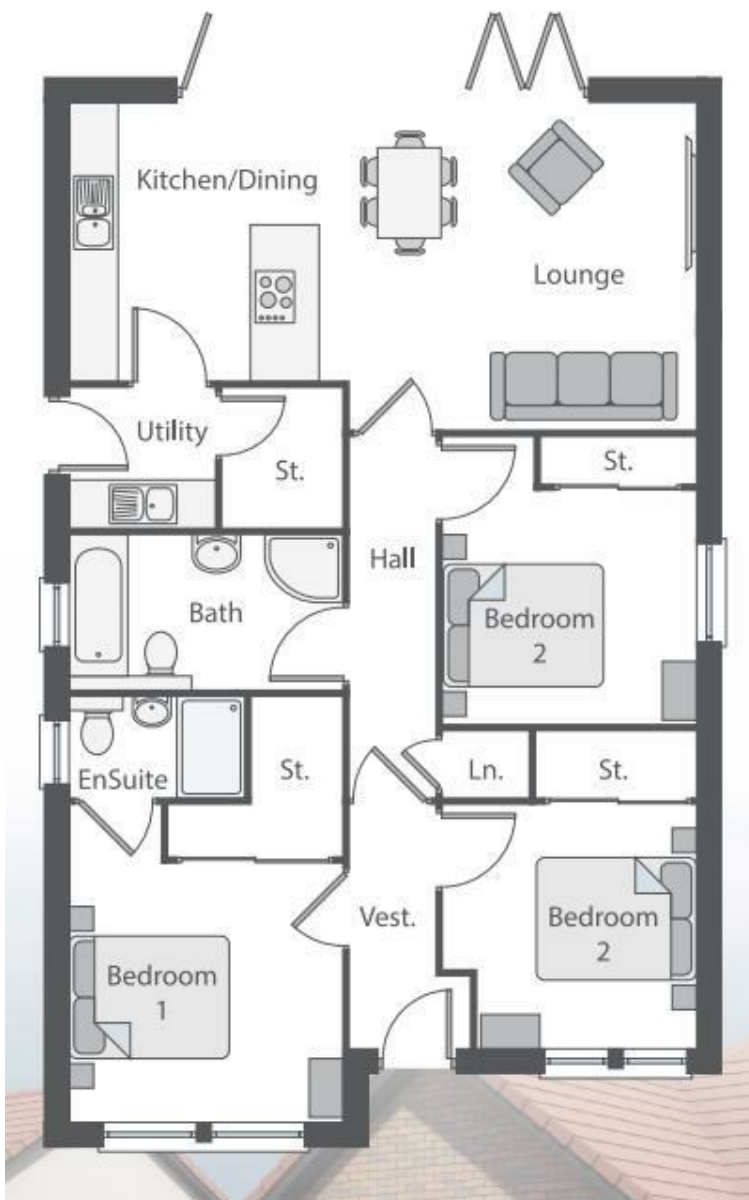 Kitchen/Dining
Lounge
Utility
St.
St.
Hall
Bath
Bedroom
2
EnSuite
St.
Ln.
St.
Vest.
Bedroom
2
Bedroom
1